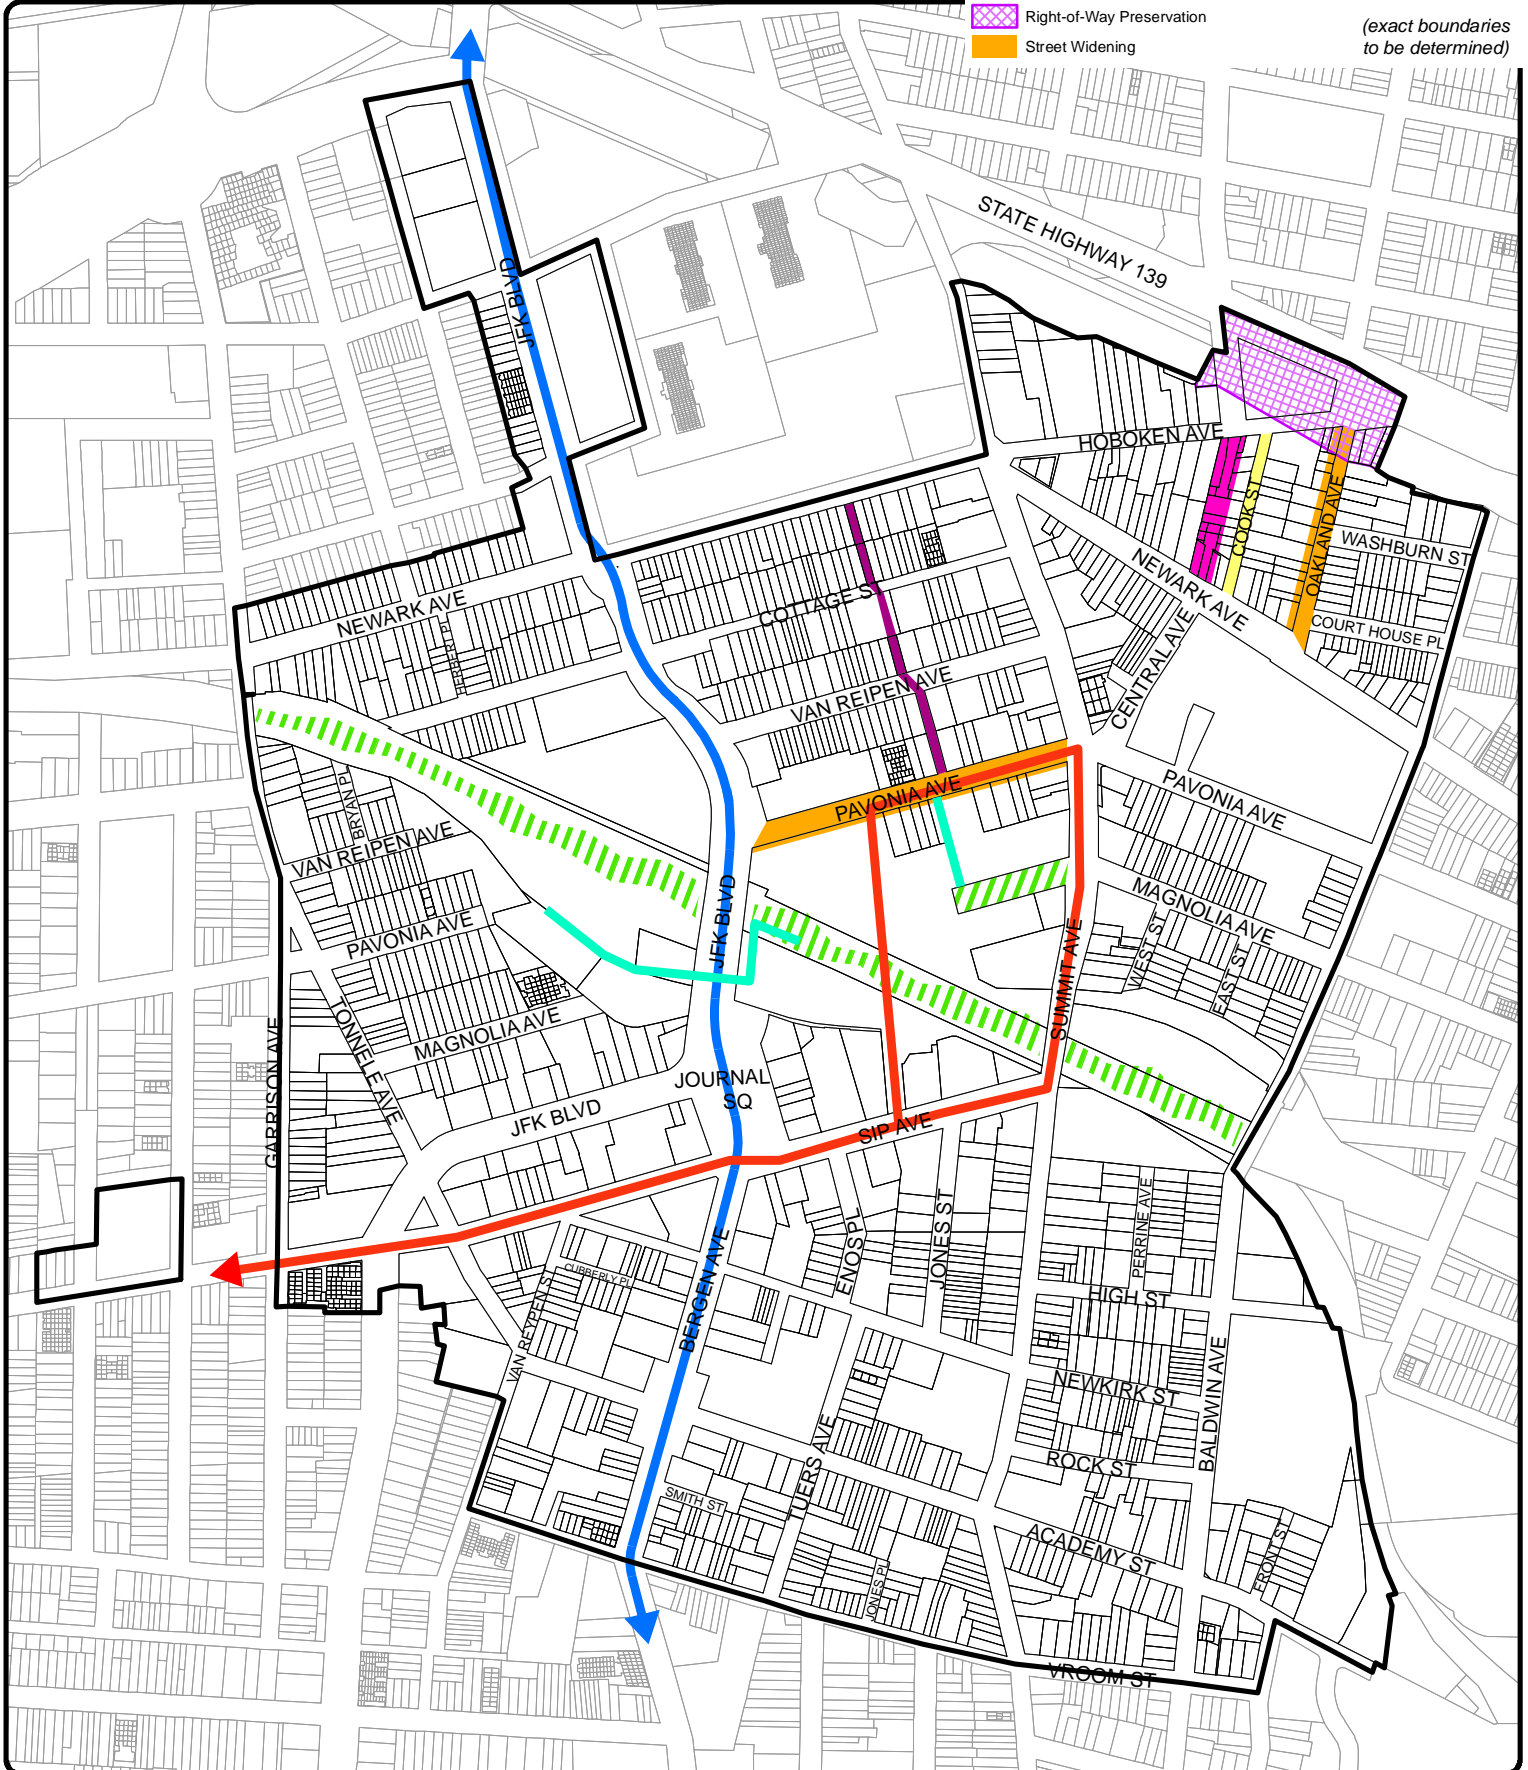 Right-of-Way Preservation
(exact boundaries
to be determined)
Street Widening
STATE HIGHWAY 139
JFK BLVD
HOBOKEN AVE
COOK ST
OAKLAND AVE
WASHBURN ST
NEWARK AVE
COURT HOUSE PL
NEWARK AVE
HERBERT PL
COTTAGE ST
CENTRAL AVE
VAN REIPEN AVE
PAVONIA AVE
PAVONIA AVE
BRYAN PL
VAN REIPEN AVE
MAGNOLIA AVE
PAVONIA AVE
JFK BLVD
SUMMIT AVE
WEST ST
EAST ST
GARRISON AVE
TONNELE AVE
MAGNOLIA AVE
JOURNAL
SQ
JFK BLVD
SIP AVE
ENOS PL
JONES ST
PERRINE AVE
CUBBERLY PL
VAN REYPEN S
BERGEN AVE
HIGH ST
NEWKIRK ST
BALDWIN AVE
TUERS AVE
ROCK ST
SMITH ST
ACADEMY ST
FRONT ST
JONES PL
VROOM ST